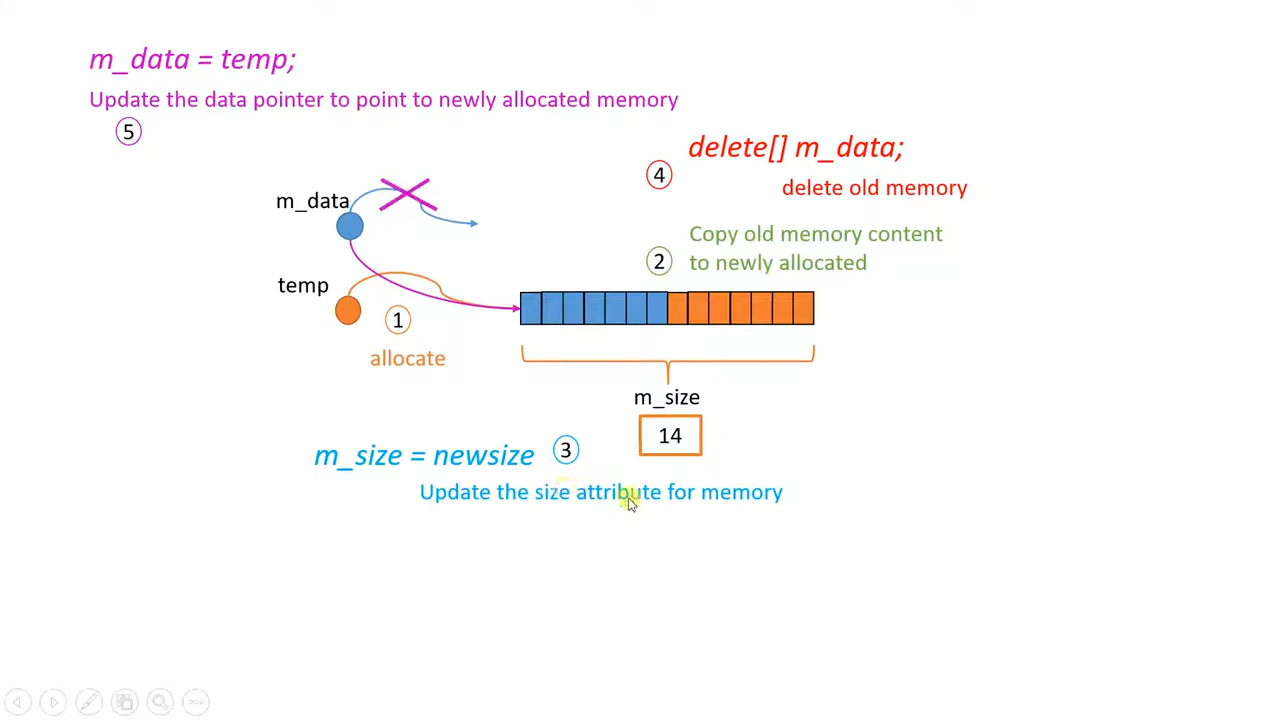 m_data = temp;
Update the data pointer to point to newly allocated memory
5
delete[] m_data;
4
delete old memory
m_data
Copy old memory content
2
to newly allocated
temp
1
allocate
m_size
14
m_size = newsize
3
Update the size attribute for memory